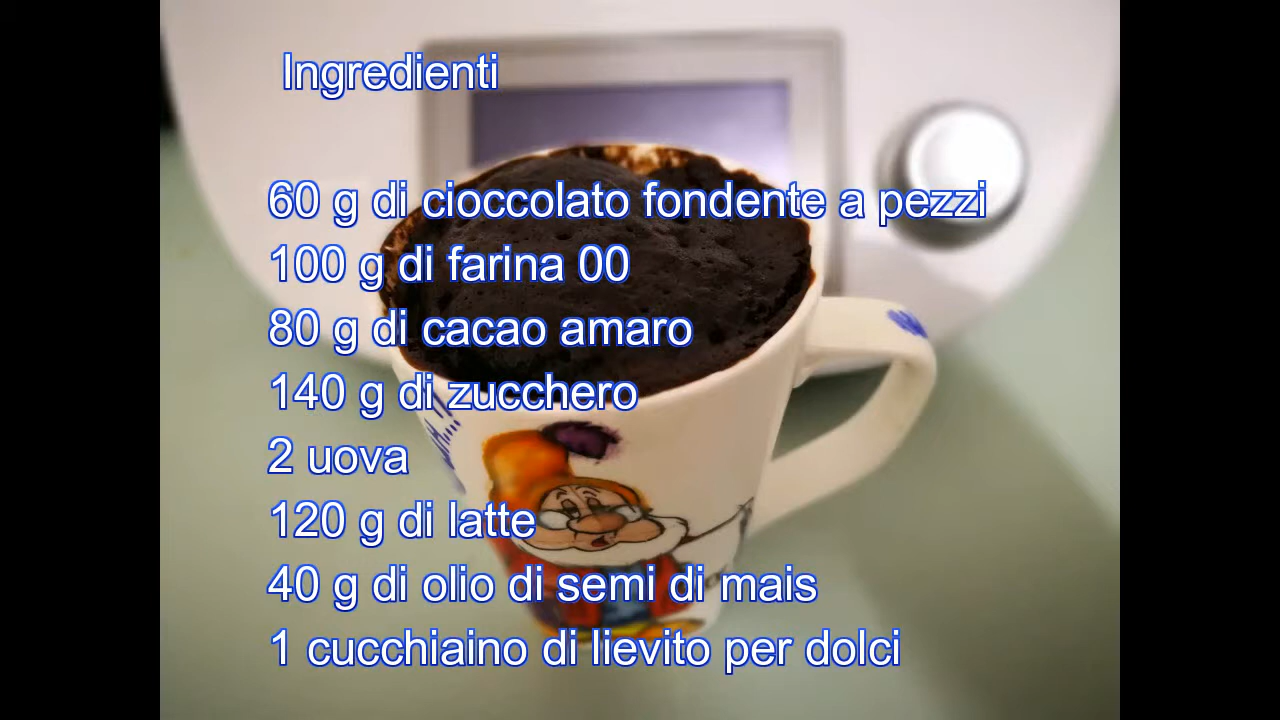 Ingredienti
60 g di cioccolato fondente a pezzi
100 g di farina 00
80 g di cacao amaro
140 g di zucchero
2 uova
120 g di latte
40 g di olio di semi di mais
1 cucchiaino di lievito per dolci